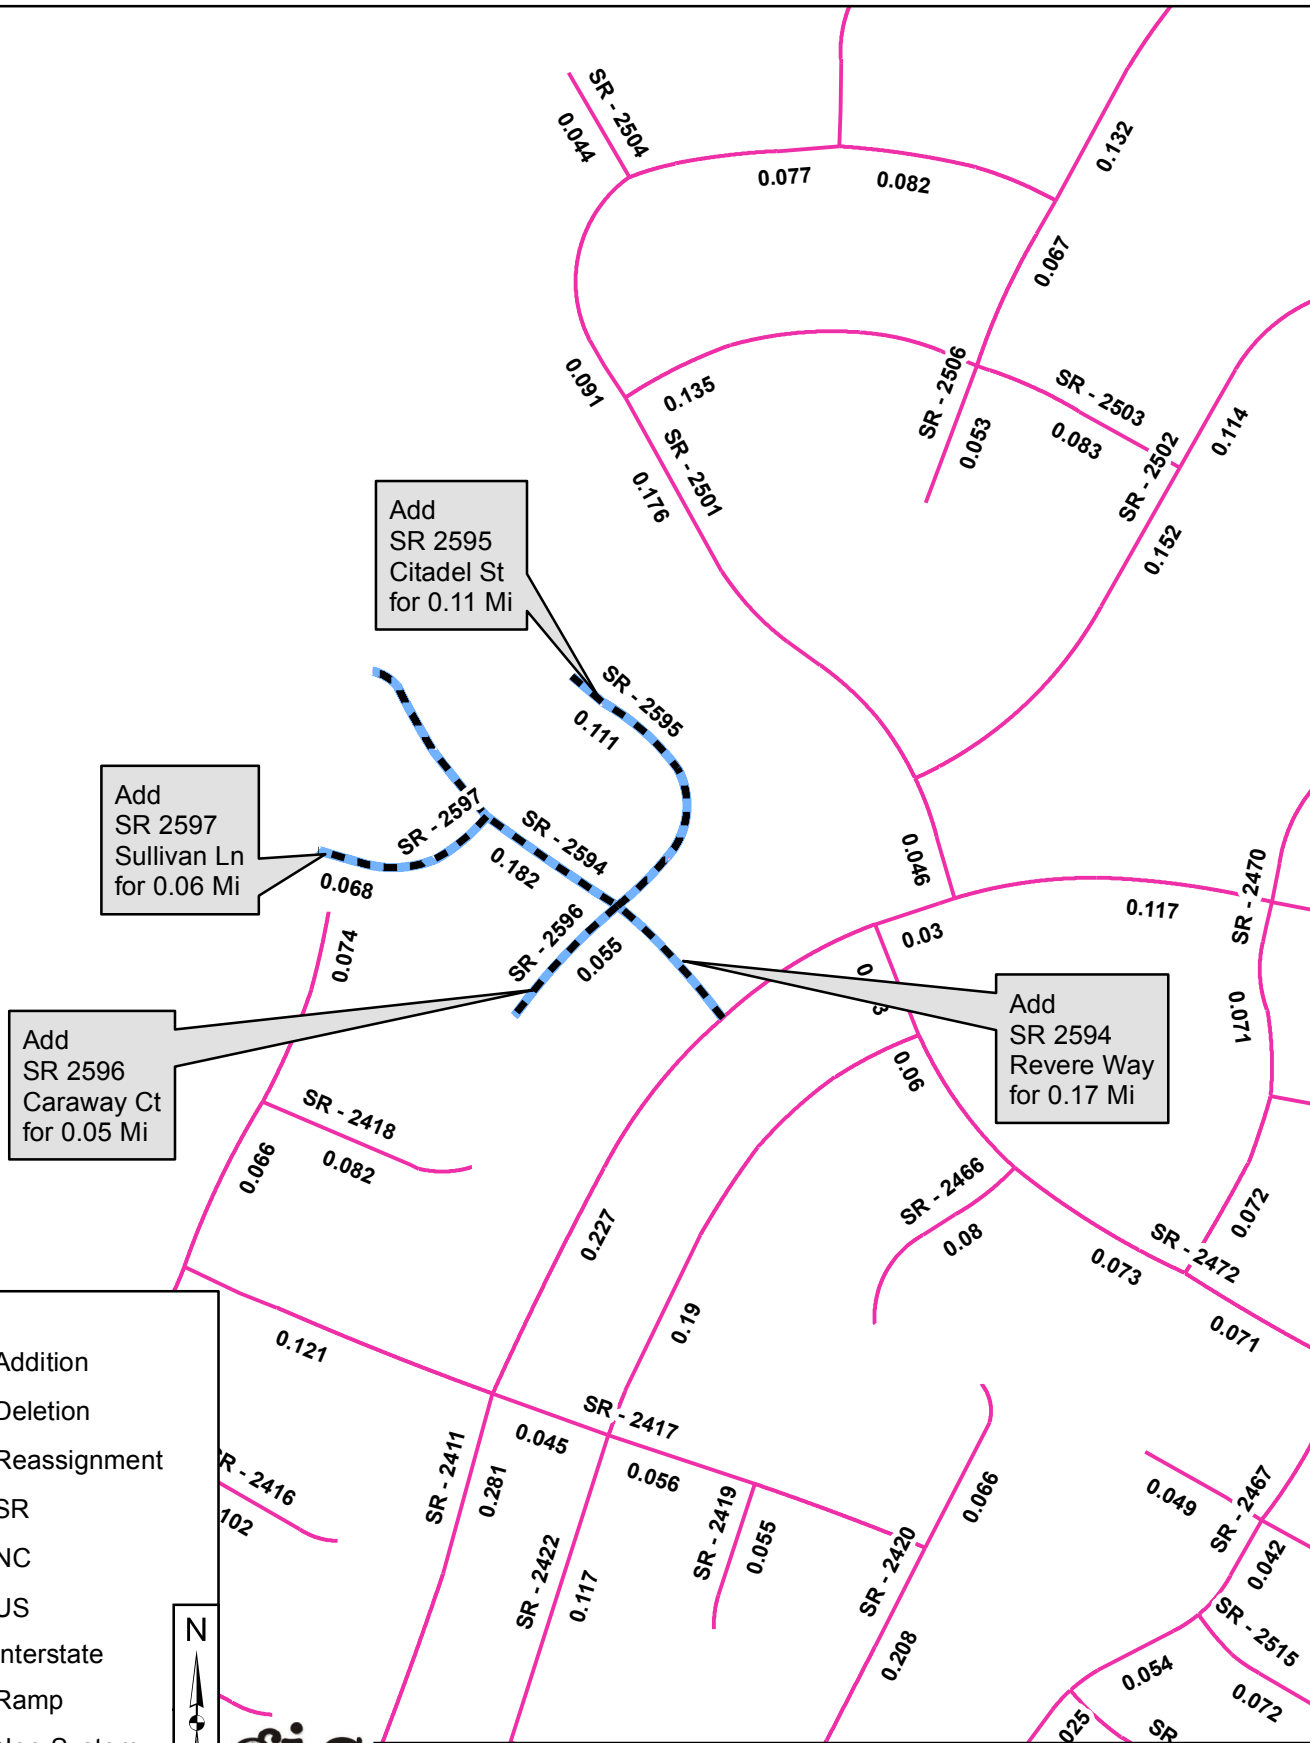 SR - 2504
0.044
0.077
0.082
0.132
0.067
0.091
0.135
SR - 2506
0.053
SR - 2503
0.083
SR - 2502
0.114
SR - 2501
0.176
0.152
Add
SR 2595
Citadel St
for 0.11 Mi
SR - 2595
0.111
Add
SR 2597
Sullivan Ln
for 0.06 Mi
SR - 2597
0.068
SR - 2594
0.182
SR - 2596
0.055
0.046
0.03
0.117
SR - 2470
0.071
0.074
Add
SR 2594
Revere Way
for 0.17 Mi
Add
SR 2596
Caraway Ct
for 0.05 Mi
0.06
SR - 2418
0.082
0.066
0.227
SR - 2466
0.08
0.072
SR - 2472
0.073
0.071
0.19
0.121
Addition
Deletion
Reassignment
SR
NC
US
Interstate
Ramp
SR - 2417
0.045
0.056
SR - 2411
0.281
SR - 2416
102
SR - 2419
0.055
SR - 2422
0.117
SR - 2420
0.066
0.208
0.049
SR - 2467
0.042
SR - 2515
0.072
0.054
025
SR
N